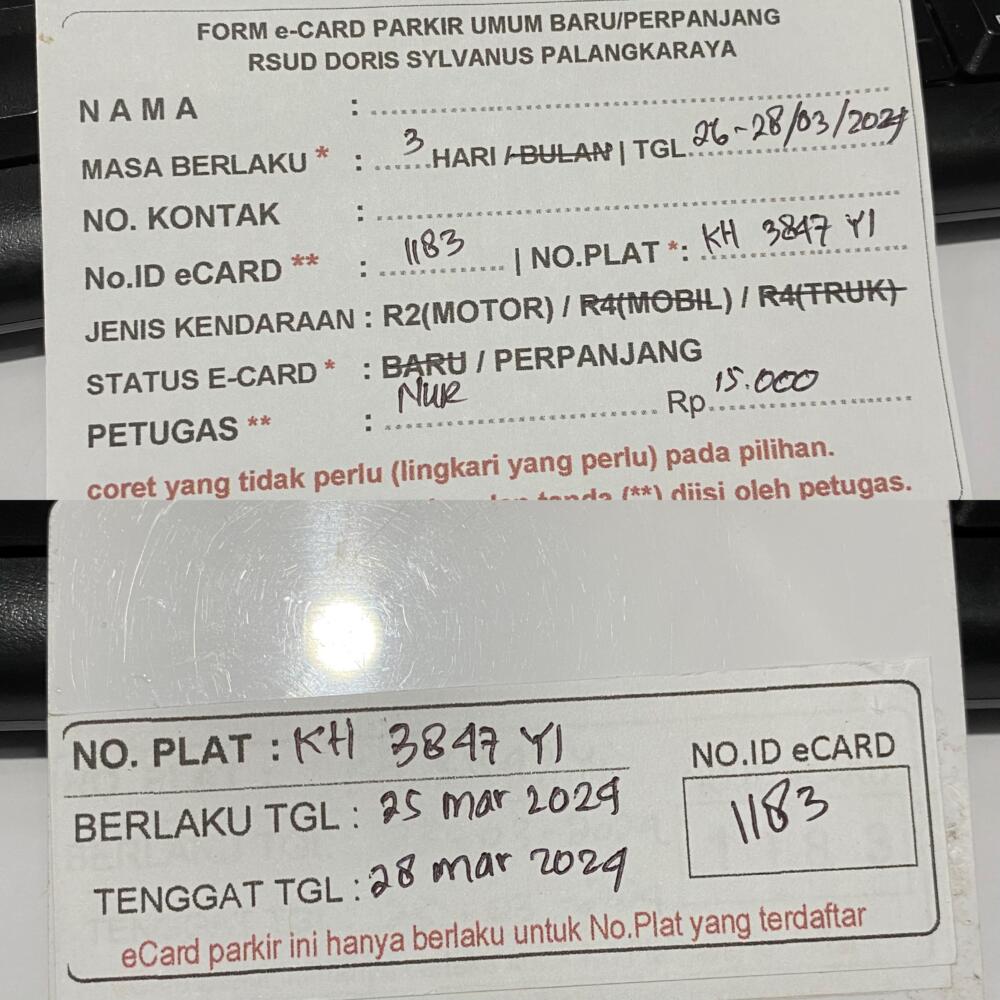 FORM e-CARD PARKIR UMUM BARU/PERPANJANG
RSUD DORIS SYLVANUS PALANGKARAYA
N A M A :
MASA BERLAKU * : 3 HARI / BULAN | TGL 26-28/03/2024
NO. KONTAK :
No.ID eCARD ** : 1183 | NO.PLAT *: KH 3847 YI
JENIS KENDARAAN : R2(MOTOR) / R4(MOBIL) / R4(TRUK)
STATUS E-CARD * : BARU / PERPANJANG
PETUGAS ** : NUR Rp 15.000
coret yang tidak perlu (lingkari yang perlu) pada pilihan.
tanda (**) diisi oleh petugas.
NO. PLAT : KH 3847 YI
BERLAKU TGL : 25 Mar 2024
TENGGAT TGL : 28 Mar 2024
NO.ID eCARD
1183
eCard parkir ini hanya berlaku untuk No.Plat yang terdaftar